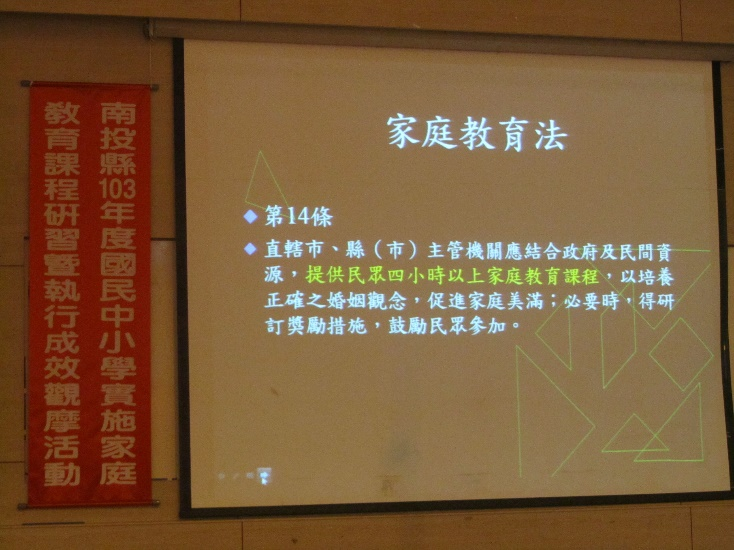 南投縣103年度國民中小學實施家庭
教育課程研習暨執行成效觀摩活動
家庭教育法
第14條
直轄市、縣（市）主管機關應結合政府及民間資
源，提供民眾四小時以上家庭教育課程，以培養
正確之婚姻觀念，促進家庭美滿；必要時，得研
訂獎勵措施，鼓勵民眾參加。